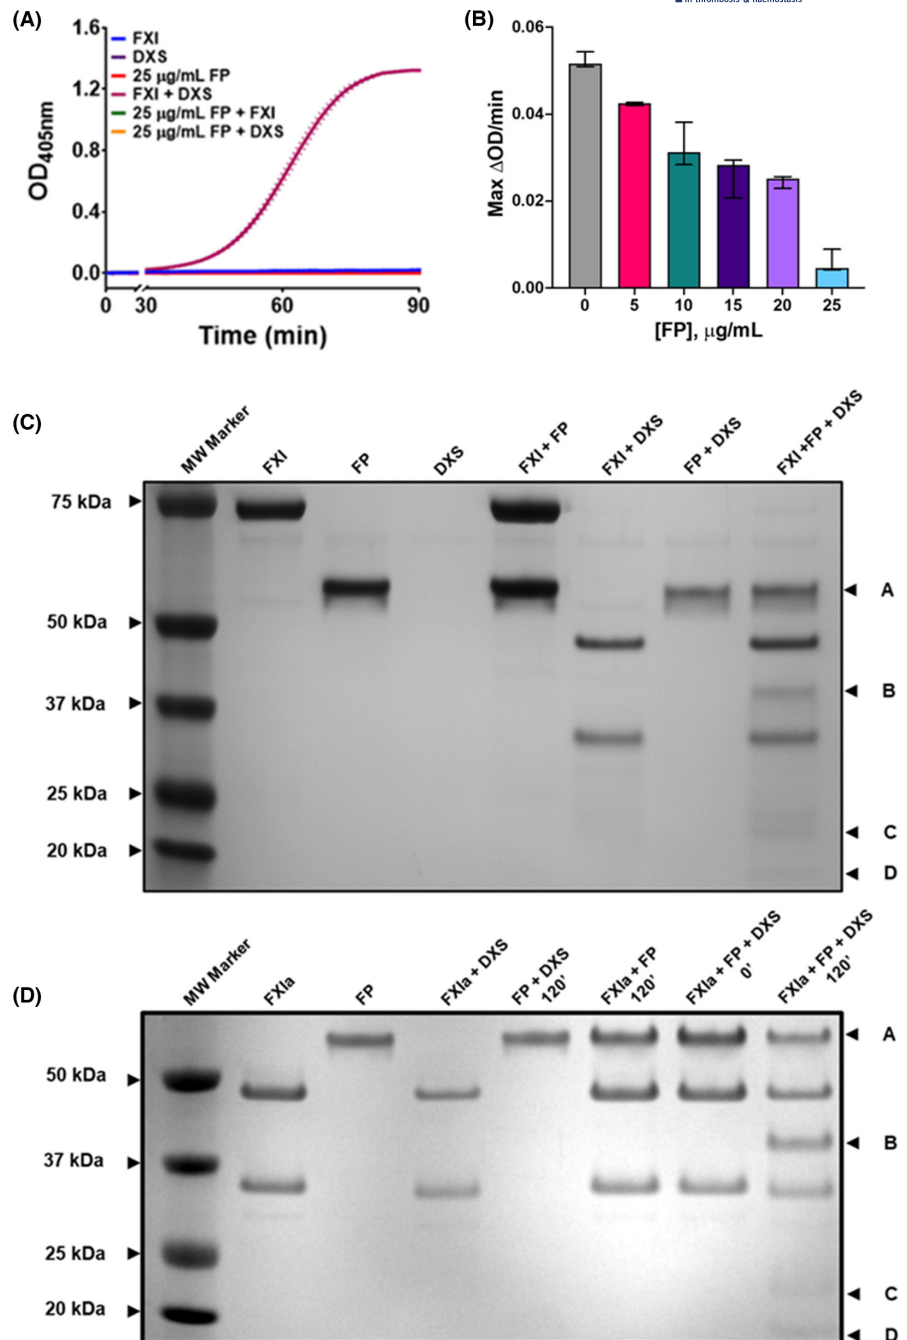 in thrombosis & haemostasis
(A)
1.6
1.2
0.8
0.4
0.0
OD405nm
FXI
DXS
25 μg/mL FP
FXI + DXS
25 μg/mL FP + FXI
25 μg/mL FP + DXS
0 30 60 90
Time (min)
(B)
0.06
0.04
0.02
0.00
Max ΔOD/min
0 5 10 15 20 25
[FP], μg/mL
(C)
MW Marker
FXI
FP
DXS
FXI + FP
FXI + DXS
FP + DXS
FXI +FP + DXS
75 kDa
50 kDa
37 kDa
25 kDa
20 kDa
A
B
C
D
(D)
MW Marker
FXIa
FP
FXIa + DXS
FP + DXS
120'
FXIa + FP
120'
FXIa + FP + DXS
0'
FXIa + FP + DXS
120'
50 kDa
37 kDa
25 kDa
20 kDa
A
B
C
D